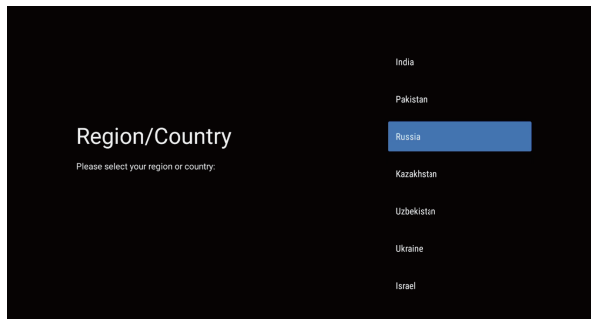 Region/Country
Please select your region or country:
India
Pakistan
Russia
Kazakhstan
Uzbekistan
Ukraine
Israel